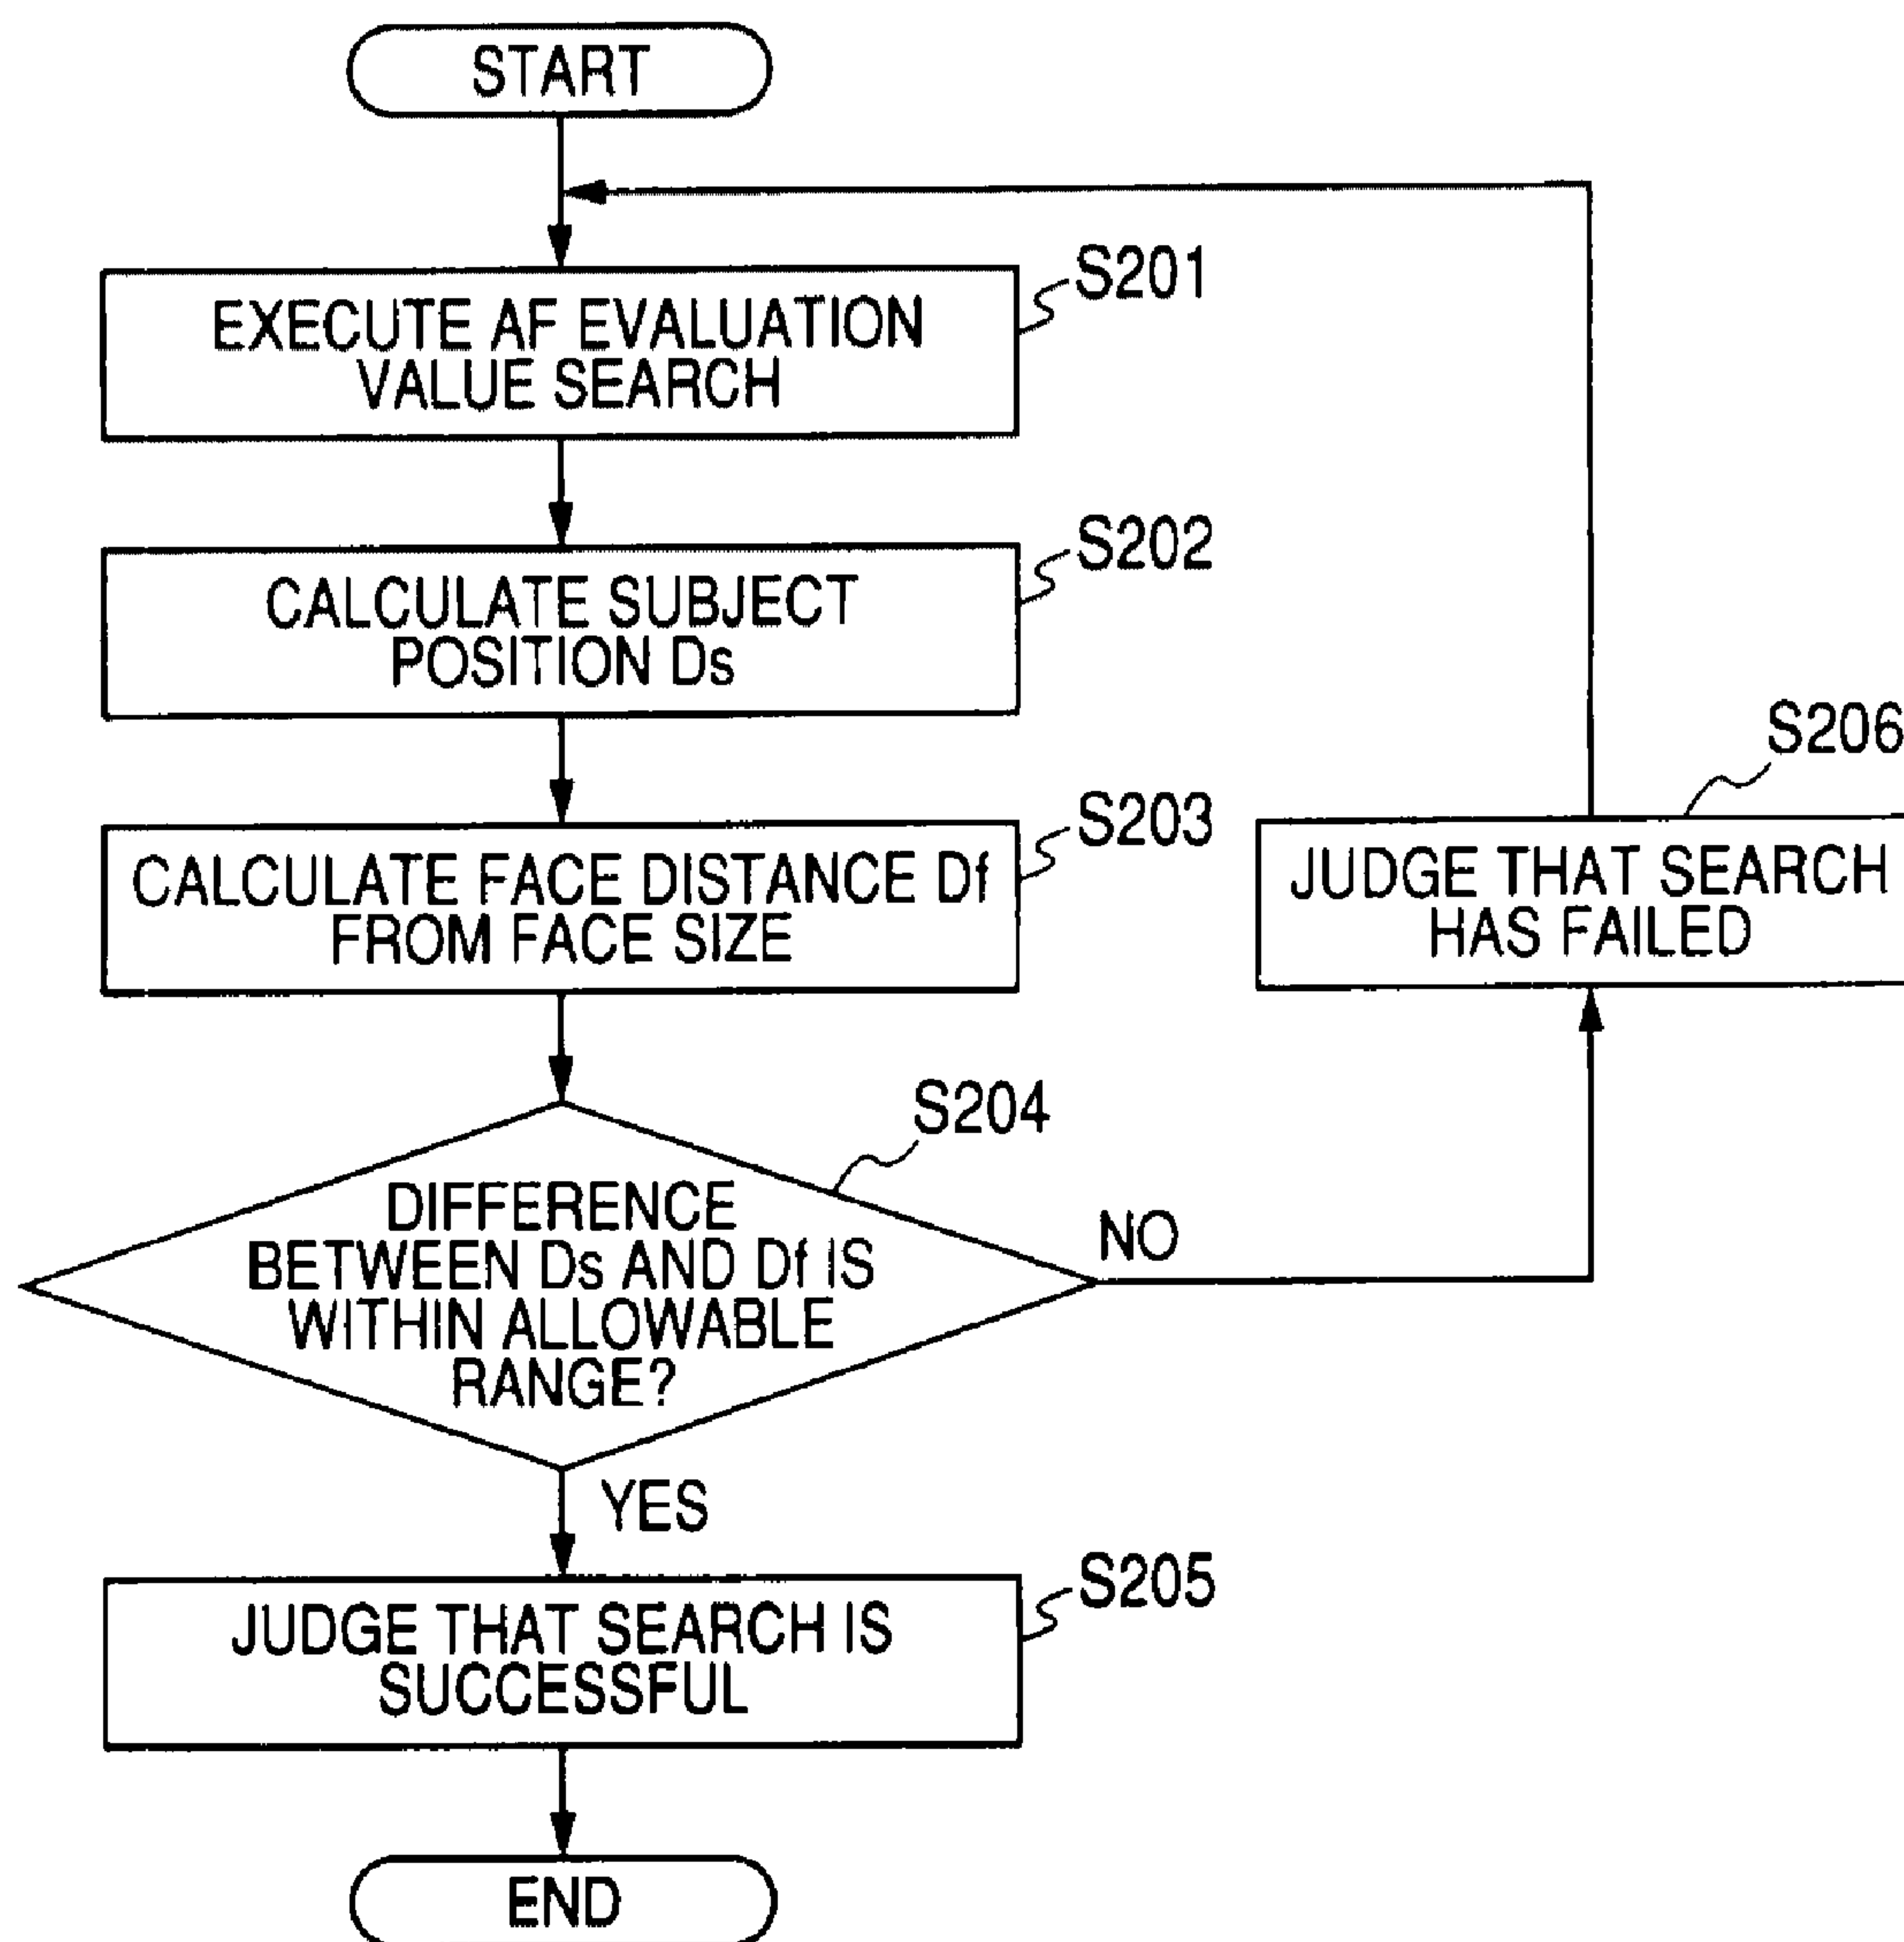 START
EXECUTE AF EVALUATION
VALUE SEARCH
S201
CALCULATE SUBJECT
POSITION Ds
S202
CALCULATE FACE DISTANCE Df
FROM FACE SIZE
S203
DIFFERENCE
BETWEEN Ds AND Df IS
WITHIN ALLOWABLE
RANGE?
S204
NO
S206
JUDGE THAT SEARCH
HAS FAILED
YES
JUDGE THAT SEARCH IS
SUCCESSFUL
S205
END